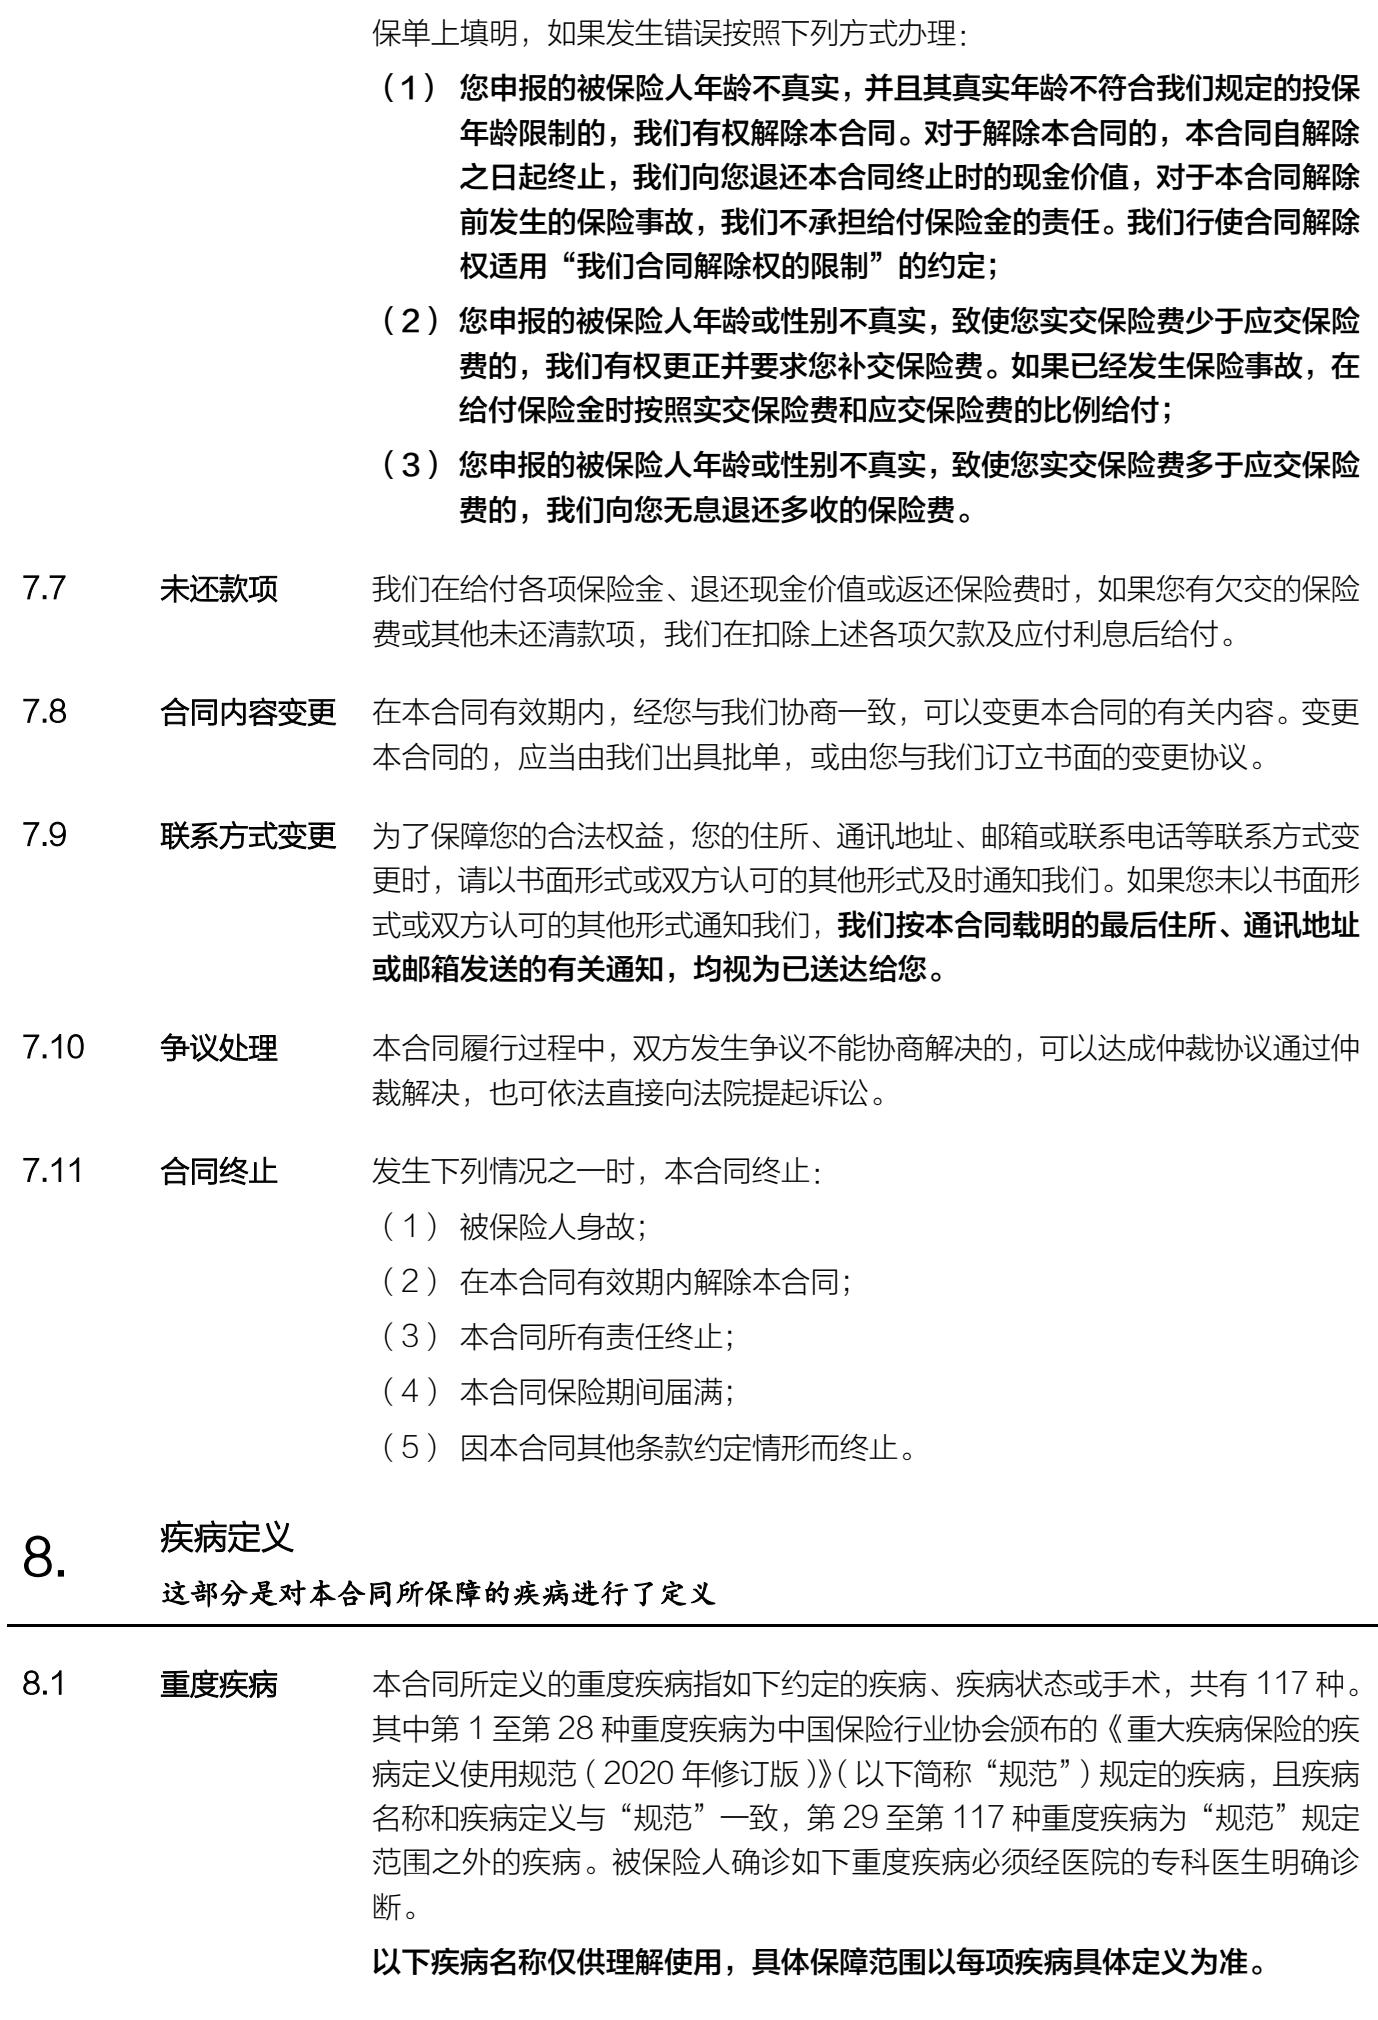 保单上填明，如果发生错误按照下列方式办理：
（1） 您申报的被保险人年龄不真实，并且其真实年龄不符合我们规定的投保
年龄限制的，我们有权解除本合同。对于解除本合同的，本合同自解除
之日起终止，我们向您退还本合同终止时的现金价值，对于本合同解除
前发生的保险事故，我们不承担给付保险金的责任。我们行使合同解除
权适用“我们合同解除权的限制”的约定；
（2） 您申报的被保险人年龄或性别不真实，致使您实交保险费少于应交保险
费的，我们有权更正并要求您补交保险费。如果已经发生保险事故，在
给付保险金时按照实交保险费和应交保险费的比例给付；
（3） 您申报的被保险人年龄或性别不真实，致使您实交保险费多于应交保险
费的，我们向您无息退还多收的保险费。
7.7 未还款项 我们在给付各项保险金、退还现金价值或返还保险费时，如果您有欠交的保险
费或其他未还清款项，我们在扣除上述各项欠款及应付利息后给付。
7.8 合同内容变更 在本合同有效期内，经您与我们协商一致，可以变更本合同的有关内容。变更
本合同的，应当由我们出具批单，或由您与我们订立书面的变更协议。
7.9 联系方式变更 为了保障您的合法权益，您的住所、通讯地址、邮箱或联系电话等联系方式变
更时，请以书面形式或双方认可的其他形式及时通知我们。如果您未以书面形
式或双方认可的其他形式通知我们，我们按本合同载明的最后住所、通讯地址
或邮箱发送的有关通知，均视为已送达给您。
7.10 争议处理 本合同履行过程中，双方发生争议不能协商解决的，可以达成仲裁协议通过仲
裁解决，也可依法直接向法院提起诉讼。
7.11 合同终止 发生下列情况之一时，本合同终止：
（1） 被保险人身故；
（2） 在本合同有效期内解除本合同；
（3） 本合同所有责任终止；
（4） 本合同保险期间届满；
（5） 因本合同其他条款约定情形而终止。
8. 疾病定义
这部分是对本合同所保障的疾病进行了定义
8.1 重度疾病 本合同所定义的重度疾病指如下约定的疾病、疾病状态或手术，共有 117 种。
其中第 1 至第 28 种重度疾病为中国保险行业协会颁布的《重大疾病保险的疾
病定义使用规范（2020 年修订版）》（以下简称“规范”）规定的疾病，且疾病
名称和疾病定义与“规范”一致，第 29 至第 117 种重度疾病为“规范”规定
范围之外的疾病。被保险人确诊如下重度疾病必须经医院的专科医生明确诊
断。
以下疾病名称仅供理解使用，具体保障范围以每项疾病具体定义为准。